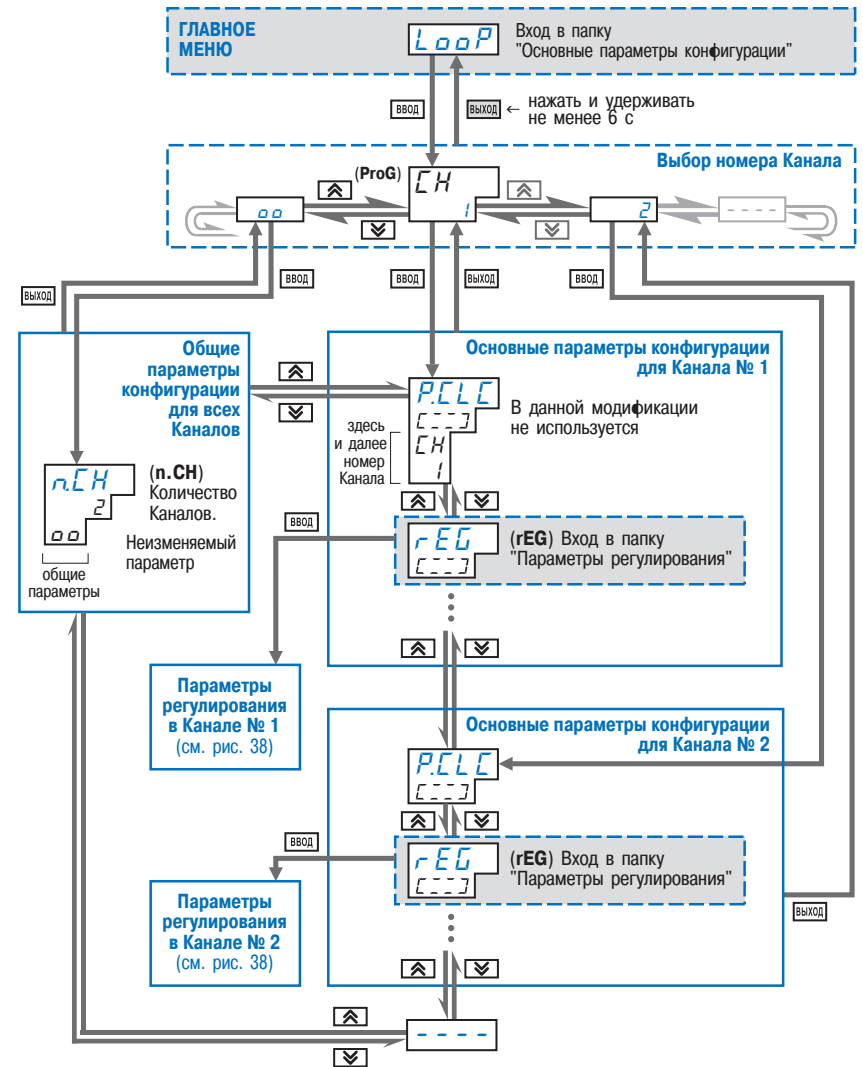 ГЛАВНОЕ
МЕНЮ
LooP
Вход в папку
"Основные параметры конфигурации"
ВВОД
ВЫХОД
← нажать и удерживать
не менее 6 с
Выбор номера Канала
(ProG)
CH
1
oo
2
- - - -
ВЫХОД
ВВОД
ВВОД
ВЫХОД
ВВОД
Общие
параметры
конфигурации
для всех
Каналов
n.CH
2
oo
(n.CH)
Количество
Каналов.
Неизменяемый
параметр
общие
параметры
Основные параметры конфигурации
для Канала № 1
P.CLC
[---]
CH
1
В данной модификации
не используется
здесь
и далее
номер
Канала
ВВОД
rEG
[---]
(rEG) Вход в папку
"Параметры регулирования"
Параметры
регулирования
в Канале № 1
(см. рис. 38)
Основные параметры конфигурации
для Канала № 2
P.CLC
[---]
ВВОД
rEG
[---]
(rEG) Вход в папку
"Параметры регулирования"
Параметры
регулирования
в Канале № 2
(см. рис. 38)
ВЫХОД
- - - -